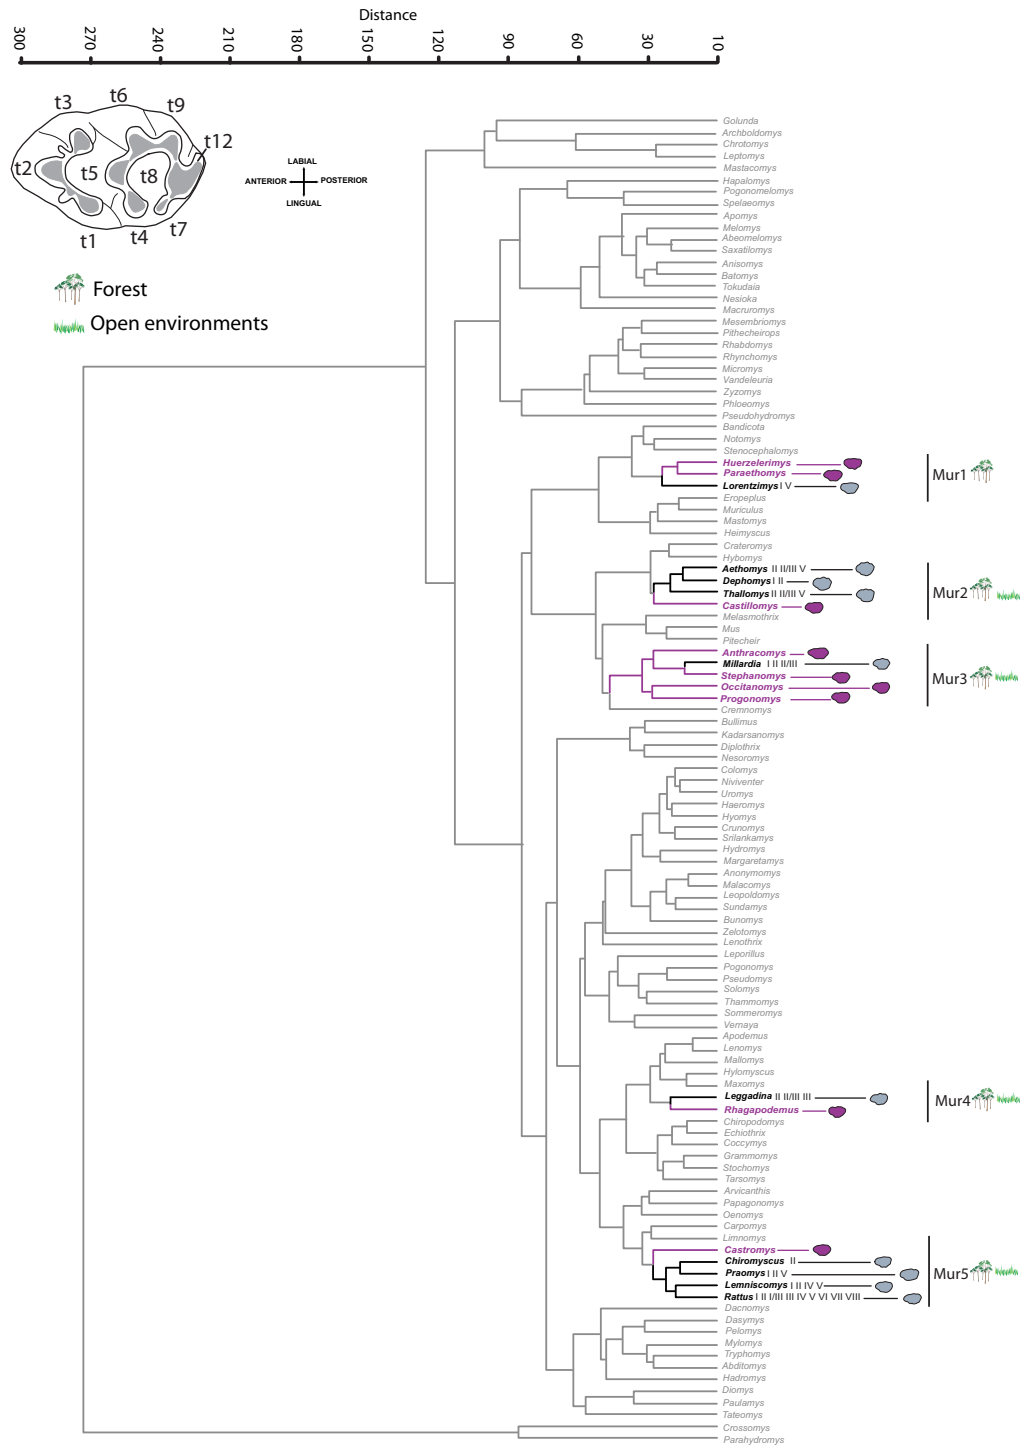 Distance
300 270 240 210 180 150 120 90 60 30 10
t3 t6 t9
t12
t2 t5 t8
t1 t4 t7
LABIAL
ANTERIOR POSTERIOR
LINGUAL
Forest
Open environments
Golunda
Archboldomys
Chrotomys
Leptomys
Mastacomys
Hapalomys
Pogonomelomys
Spelaeomys
Apomys
Melomys
Abeomelomys
Saxatilomys
Anisomys
Batomys
Tokudaia
Nesioka
Macruromys
Mesembriomys
Pithecheirops
Rhabdomys
Rhynchomys
Micromys
Vandeleuria
Zyzomys
Phloeomys
Pseudohydromys
Bandicota
Notomys
Stenocephalomys
Huerzelerimys
Paraethomys
Mur1
Lorentzimys I V
Eropeplus
Muriculus
Mastomys
Heimyscus
Crateromys
Hybomys
Aethomys II II/III V
Dephomys I II
Mur2
Thallomys II II/III V
Castillomys
Melasmothrix
Mus
Pitecheir
Anthracomys
Millardia I II II/III
Stephanomys
Mur3
Occitanomys
Progonomys
Cremnomys
Bullimus
Kadarsanomys
Diplothrix
Nesoromys
Colomys
Niviventer
Uromys
Haeromys
Hyomys
Crunomys
Srilankamys
Hydromys
Margaretamys
Anonymomys
Malacomys
Leopoldomys
Sundamys
Bunomys
Zelotomys
Lenothrix
Leporillus
Pogonomys
Pseudomys
Solomys
Thammomys
Sommeromys
Vernaya
Apodemus
Lenomys
Mallomys
Hylomyscus
Maxomys
Leggadina II II/III III
Mur4
Rhagapodemus
Chiropodomys
Echiothrix
Coccymys
Grammomys
Stochomys
Tarsomys
Arvicanthis
Papagonomys
Oenomys
Carpomys
Limnomys
Castromys
Chiromyscus II
Praomys I II V
Mur5
Lemniscomys I II IV V
Rattus I II I/III III IV V VI VII VIII
Dacnomys
Dasymys
Pelomys
Mylomys
Tryphomys
Abditomys
Hadromys
Diomys
Paulamys
Tateomys
Crossomys
Parahydromys